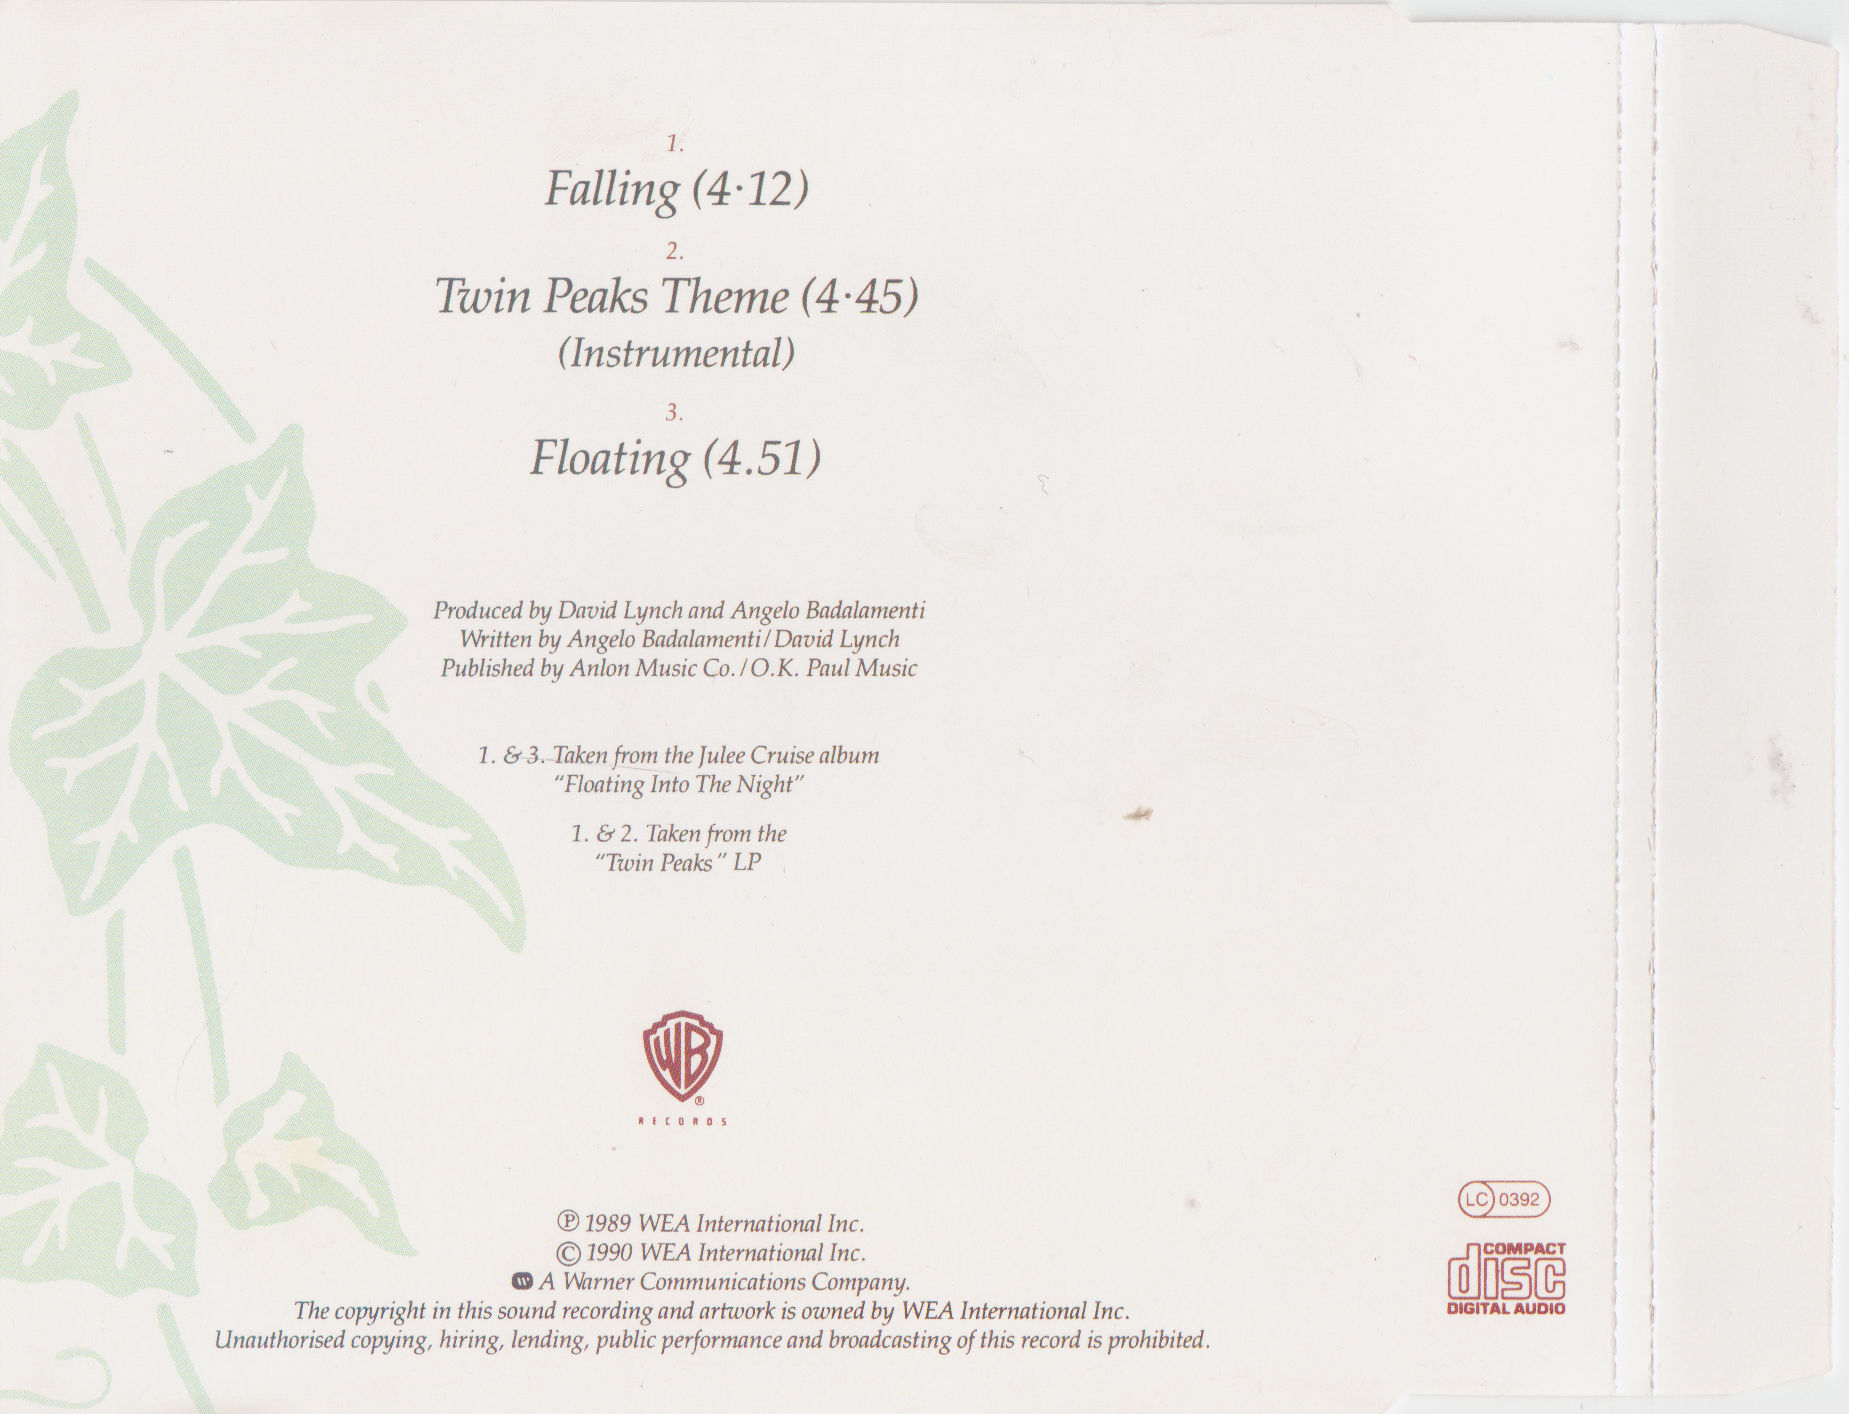 1.
Falling (4·12)
2.
Twin Peaks Theme (4·45)
(Instrumental)
3.
Floating (4.51)
Produced by David Lynch and Angelo Badalamenti
Written by Angelo Badalamenti/David Lynch
Published by Anlon Music Co./O.K. Paul Music
1. & 3. Taken from the Julee Cruise album
“Floating Into The Night”
1. & 2. Taken from the
“Twin Peaks” LP
WB
®
RECORDS
℗ 1989 WEA International Inc.
© 1990 WEA International Inc.
A Warner Communications Company.
The copyright in this sound recording and artwork is owned by WEA International Inc.
Unauthorised copying, hiring, lending, public performance and broadcasting of this record is prohibited.
LC 0392
COMPACT
disc
DIGITAL AUDIO